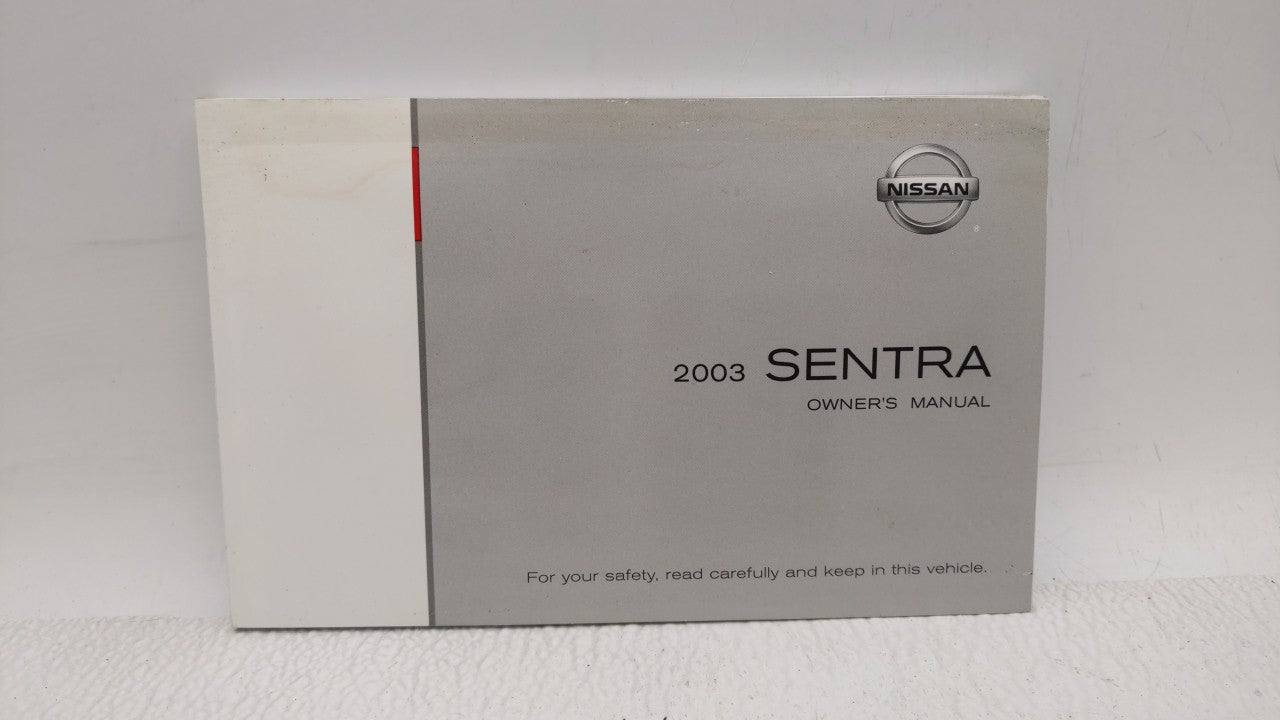 NISSAN
®
2003 SENTRA
OWNER'S MANUAL
For your safety, read carefully and keep in this vehicle.